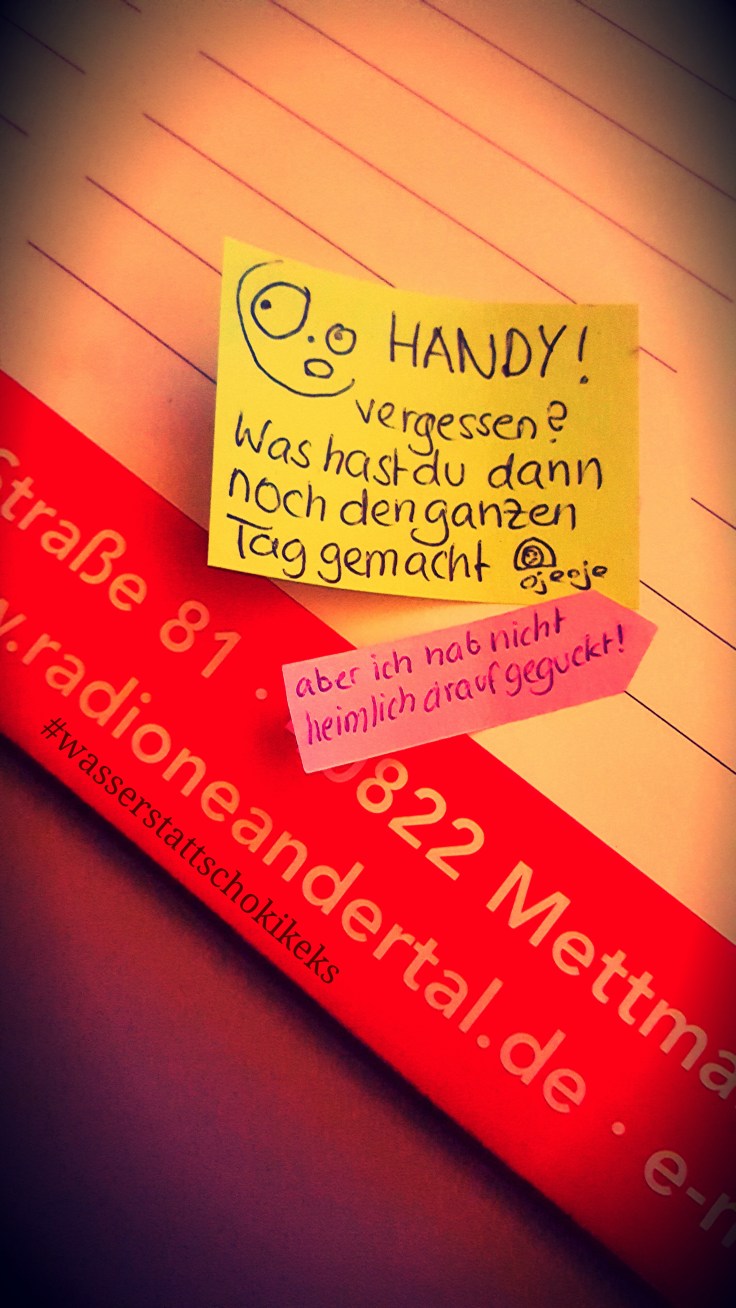 HANDY!
vergessen?
Was hast du dann
noch den ganzen
Tag gemacht
ojeoje
aber ich hab nicht
heimlich drauf geguckt!
Straße 81 · 0822 Mettma
w.radioneandertal.de · e-m
#wasserstattschokikeks